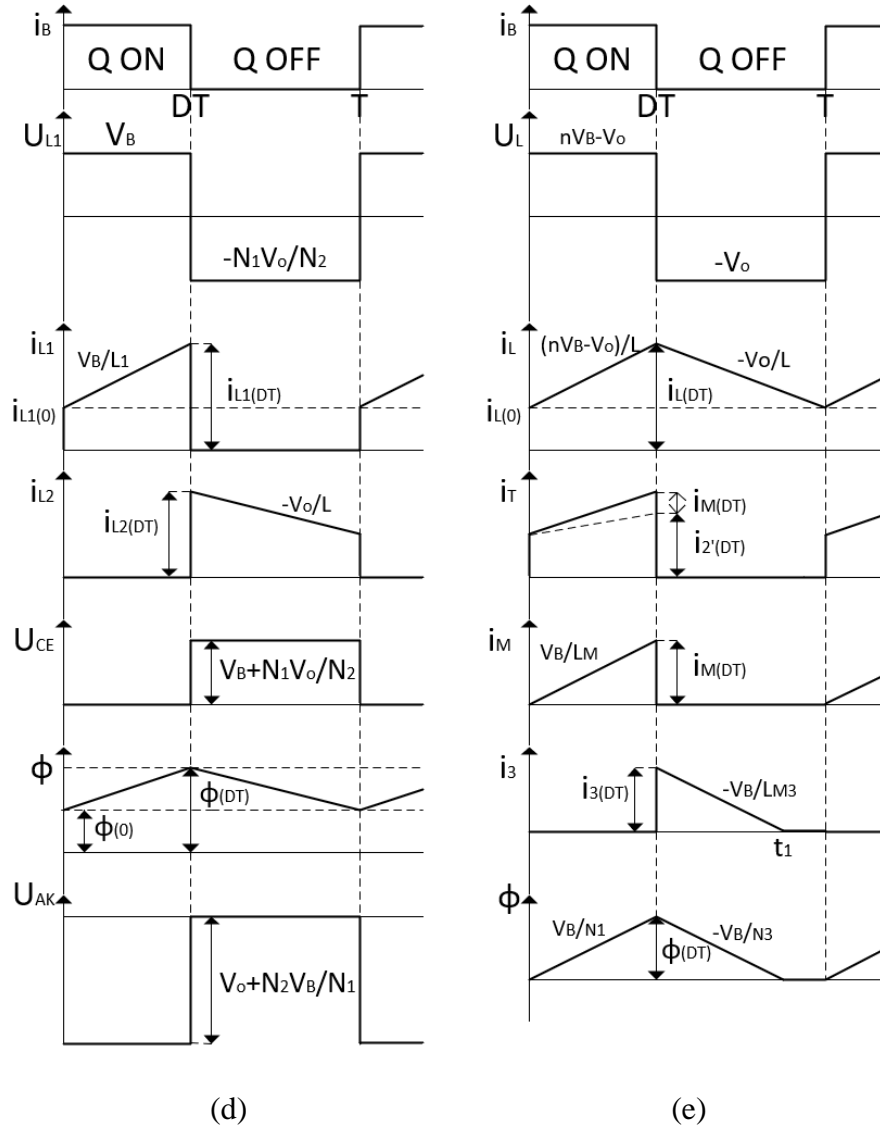 iB
Q ON
Q OFF
DT
T
UL1
VB
-N1Vo/N2
iL1
VB/L1
iL1(0)
iL1(DT)
iL2
iL2(DT)
-Vo/L
UCE
VB+N1Vo/N2
ϕ
ϕ(0)
ϕ(DT)
UAK
Vo+N2VB/N1
(d)
iB
Q ON
Q OFF
DT
T
UL
nVB-Vo
-Vo
iL
(nVB-Vo)/L
-Vo/L
iL(0)
iL(DT)
iT
iM(DT)
i2'(DT)
iM
VB/LM
iM(DT)
i3
i3(DT)
-VB/LM3
t1
ϕ
VB/N1
-VB/N3
ϕ(DT)
(e)